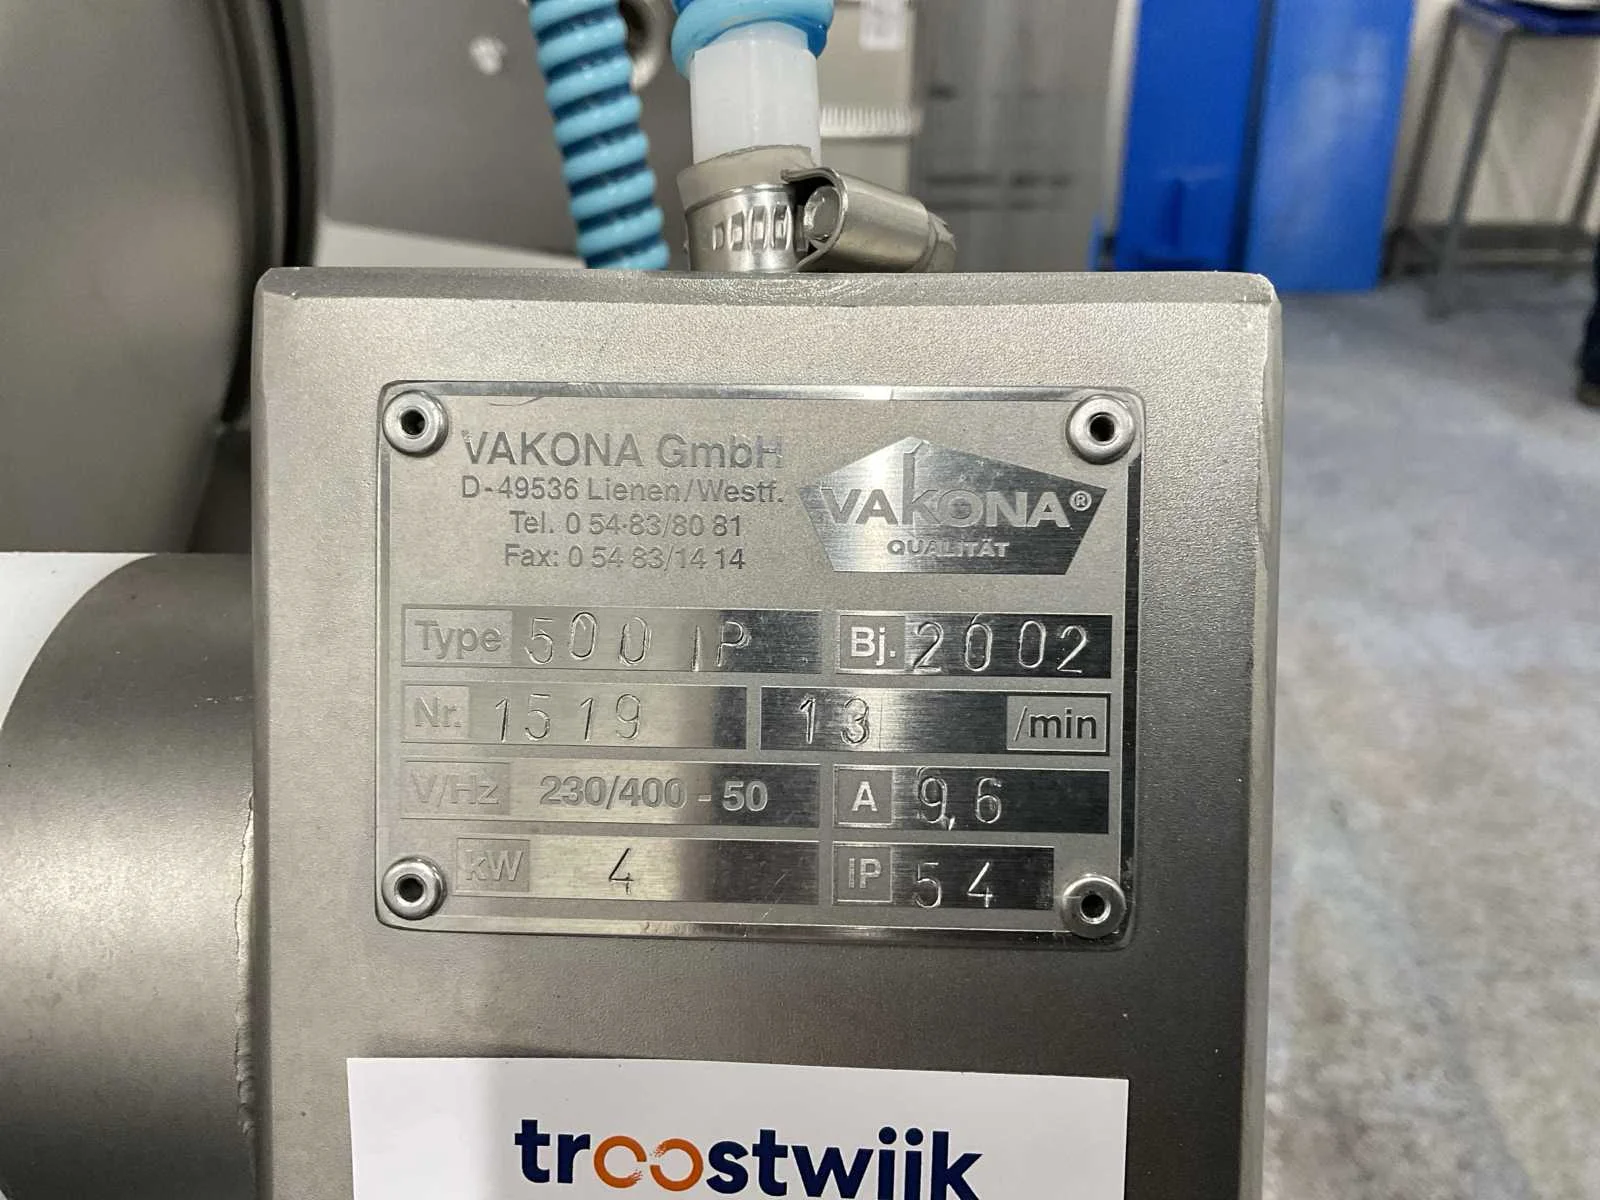 VAKONA GmbH
D-49536 Lienen/Westf.
Tel. 0 54·83/80 81
Fax: 0 54 83/14 14
VAKONA®
QUALITÄT
Type 500 IP
Bj. 2002
Nr. 1519
13 /min
V/Hz 230/400 - 50
A 9,6
kW 4
IP 54
troostwijk